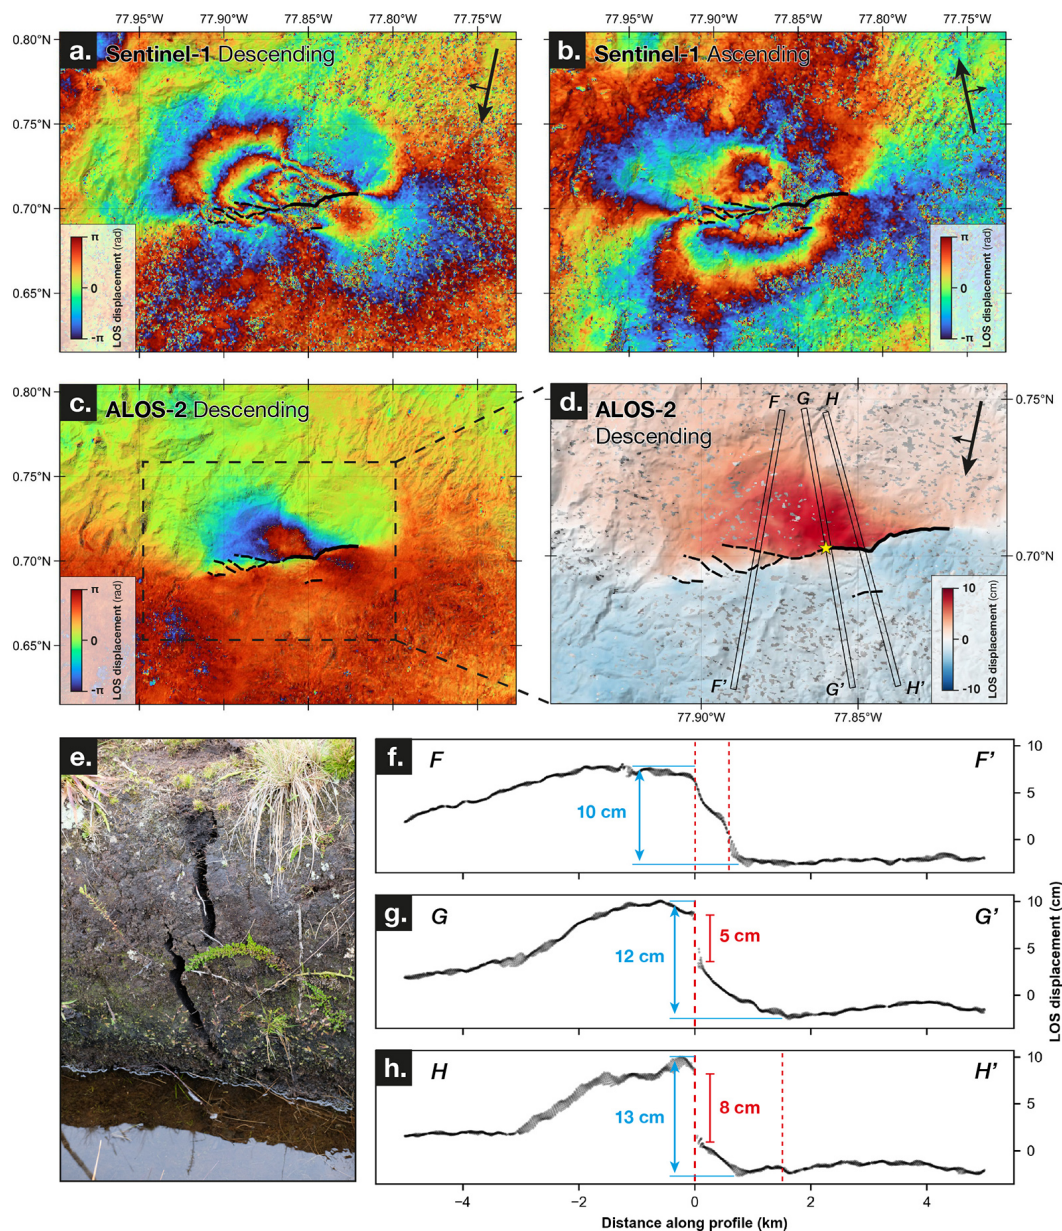 77.95°W 77.90°W 77.85°W 77.80°W 77.75°W
77.95°W 77.90°W 77.85°W 77.80°W 77.75°W
0.80°N
0.75°N
0.70°N
0.65°N
a. Sentinel-1 Descending
π
0
-π
LOS displacement (rad)
b. Sentinel-1 Ascending
π
0
-π
LOS displacement (rad)
0.80°N
0.75°N
0.70°N
0.65°N
c. ALOS-2 Descending
π
0
-π
LOS displacement (rad)
d. ALOS-2
Descending
F G H
F' G' H'
0.75°N
0.70°N
10
0
-10
LOS displacement (cm)
77.90°W 77.85°W
e.
f. F F'
10 cm
10
5
0
g. G G'
12 cm
5 cm
10
5
0
h. H H'
13 cm
8 cm
10
5
0
LOS displacement (cm)
−4 −2 0 2 4
Distance along profile (km)